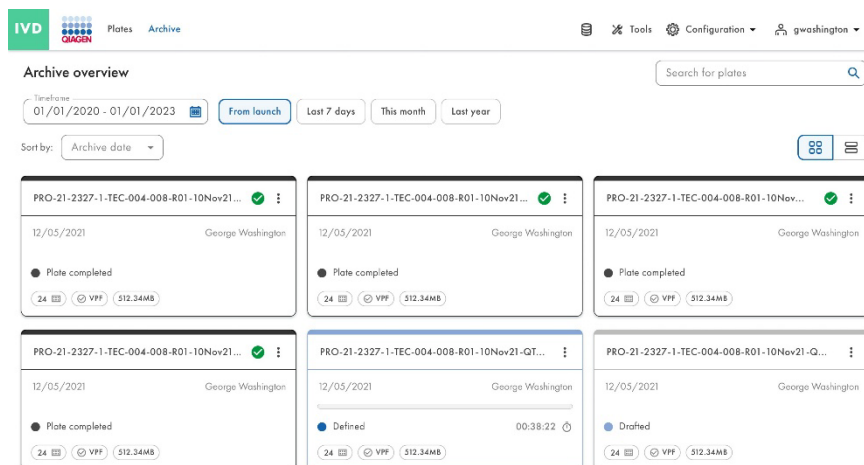 IVD QIAGEN Plates Archive Tools Configuration gwashington
Archive overview
Search for plates
Timeframe
01/01/2020 - 01/01/2023
From launch Last 7 days This month Last year
Sort by: Archive date
PRO-21-2327-1-TEC-004-008-R01-10Nov21...
12/05/2021 George Washington
Plate completed
24 VPF 512.34MB
PRO-21-2327-1-TEC-004-008-R01-10Nov21...
12/05/2021 George Washington
Plate completed
24 VPF 512.34MB
PRO-21-2327-1-TEC-004-008-R01-10Nov...
12/05/2021 George Washington
Plate completed
24 VPF 512.34MB
PRO-21-2327-1-TEC-004-008-R01-10Nov21...
12/05/2021 George Washington
Plate completed
24 VPF 512.34MB
PRO-21-2327-1-TEC-004-008-R01-10Nov21-QT...
12/05/2021 George Washington
Defined 00:38:22
24 VPF 512.34MB
PRO-21-2327-1-TEC-004-008-R01-10Nov21-Q...
12/05/2021 George Washington
Drafted
24 VPF 512.34MB